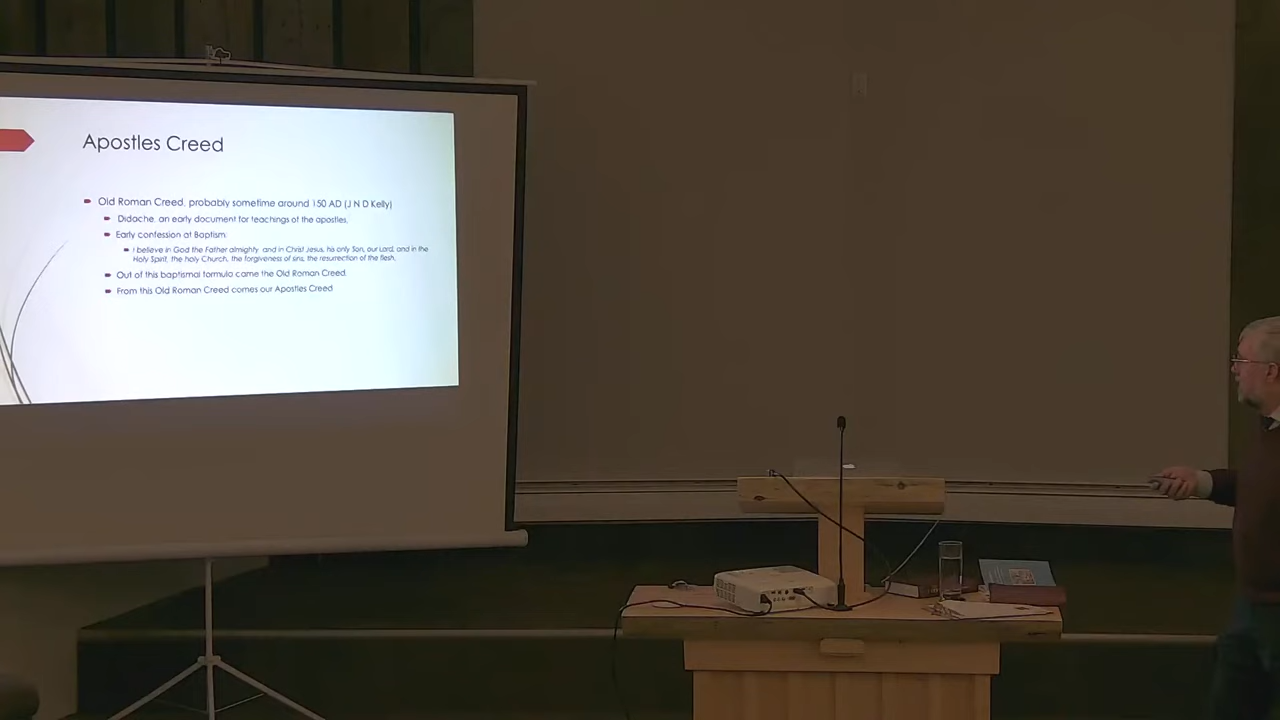 Apostles Creed
Old Roman Creed, probably sometime around 150 AD (J N D Kelly)
Didache, an early document for teachings of the apostles.
Early confession at Baptism:
I believe in God the Father almighty, and in Christ Jesus, his only Son, our Lord, and in the
Holy Spirit, the holy Church, the forgiveness of sins, the resurrection of the flesh.
Out of this baptismal formula came the Old Roman Creed.
From this Old Roman Creed comes our Apostles Creed